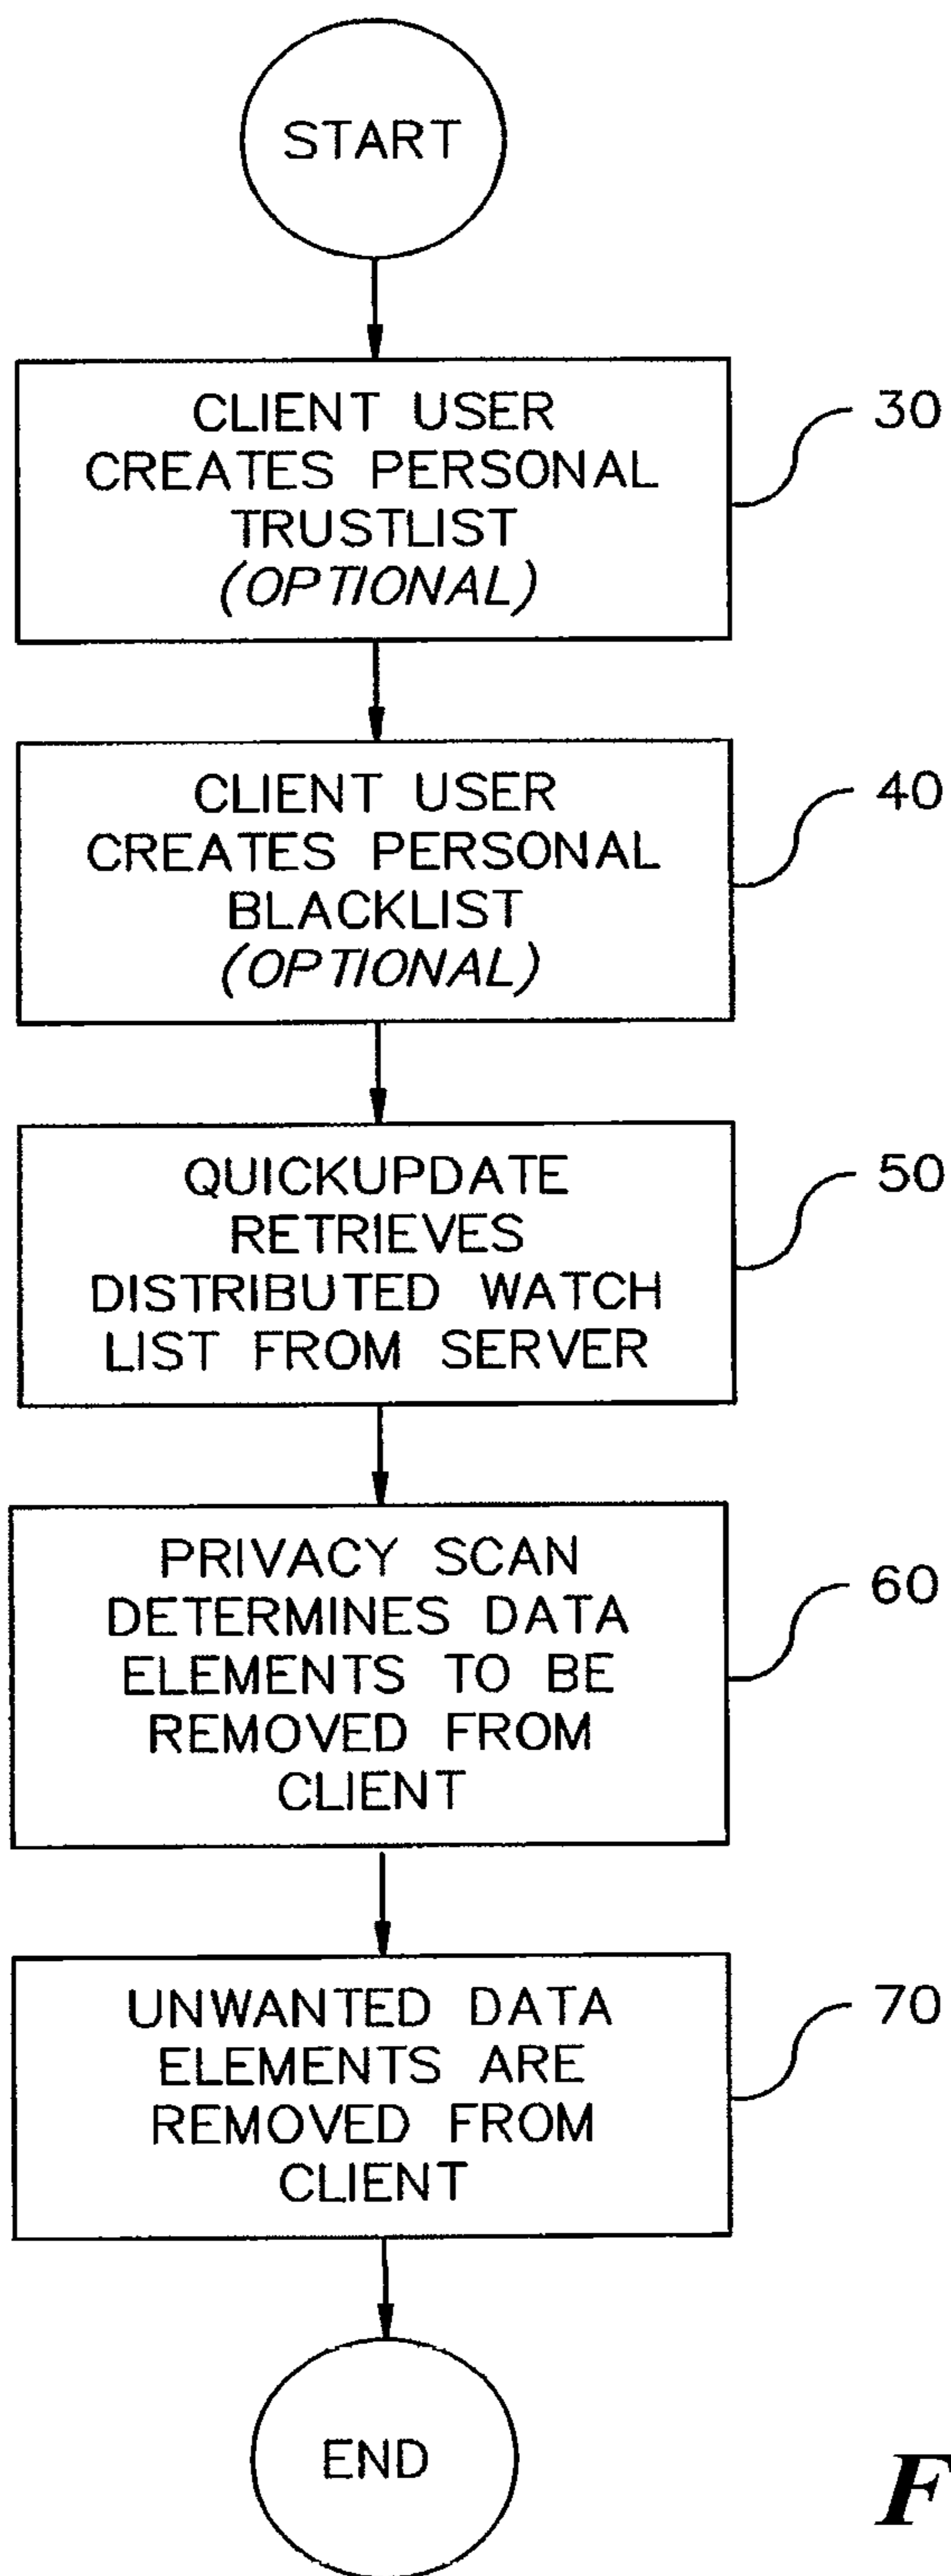 START
CLIENT USER
CREATES PERSONAL
TRUSTLIST
(OPTIONAL)
30
CLIENT USER
CREATES PERSONAL
BLACKLIST
(OPTIONAL)
40
QUICKUPDATE
RETRIEVES
DISTRIBUTED WATCH
LIST FROM SERVER
50
PRIVACY SCAN
DETERMINES DATA
ELEMENTS TO BE
REMOVED FROM
CLIENT
60
UNWANTED DATA
ELEMENTS ARE
REMOVED FROM
CLIENT
70
END
F